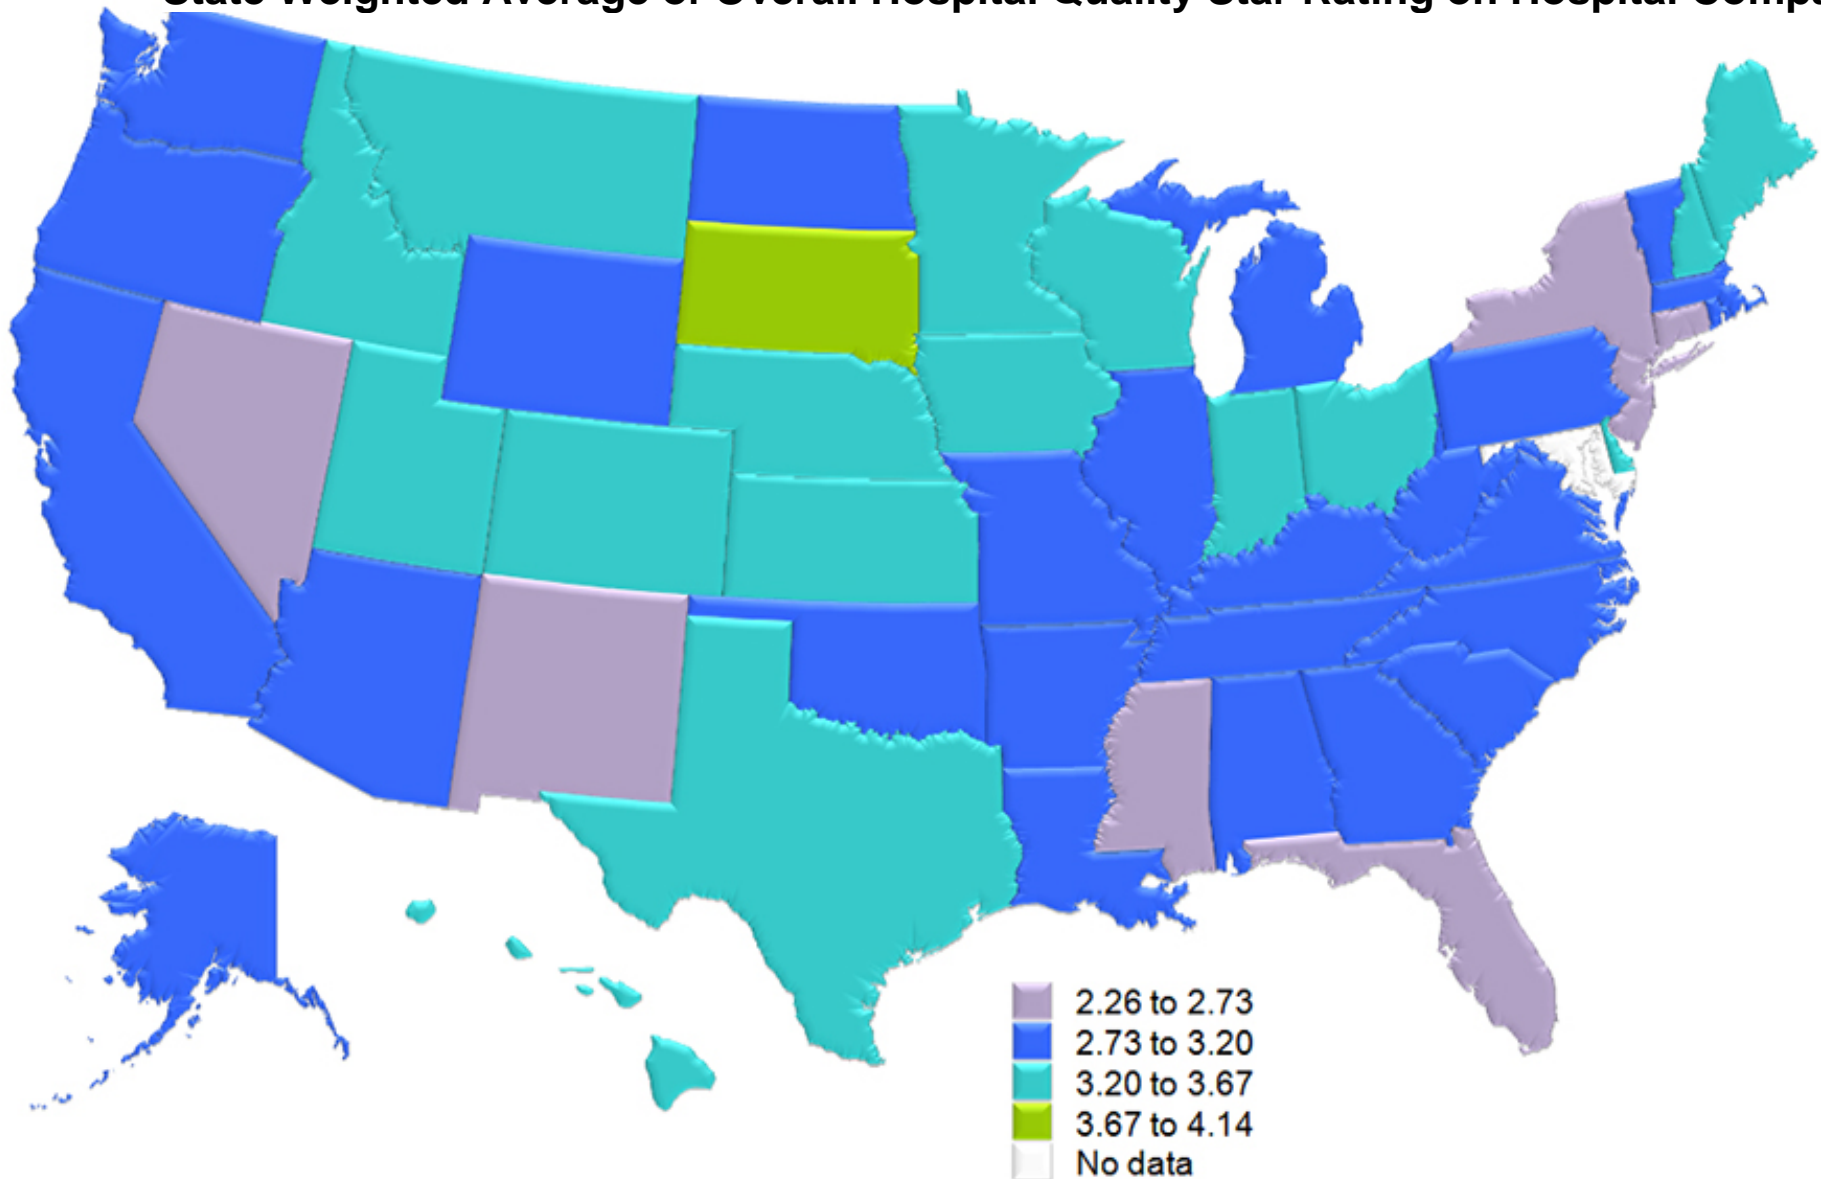 State Weighted Average of Overall Hospital Quality Star Rating on Hospital
2.26 to 2.73
2.73 to 3.20
3.20 to 3.67
3.67 to 4.14
No data